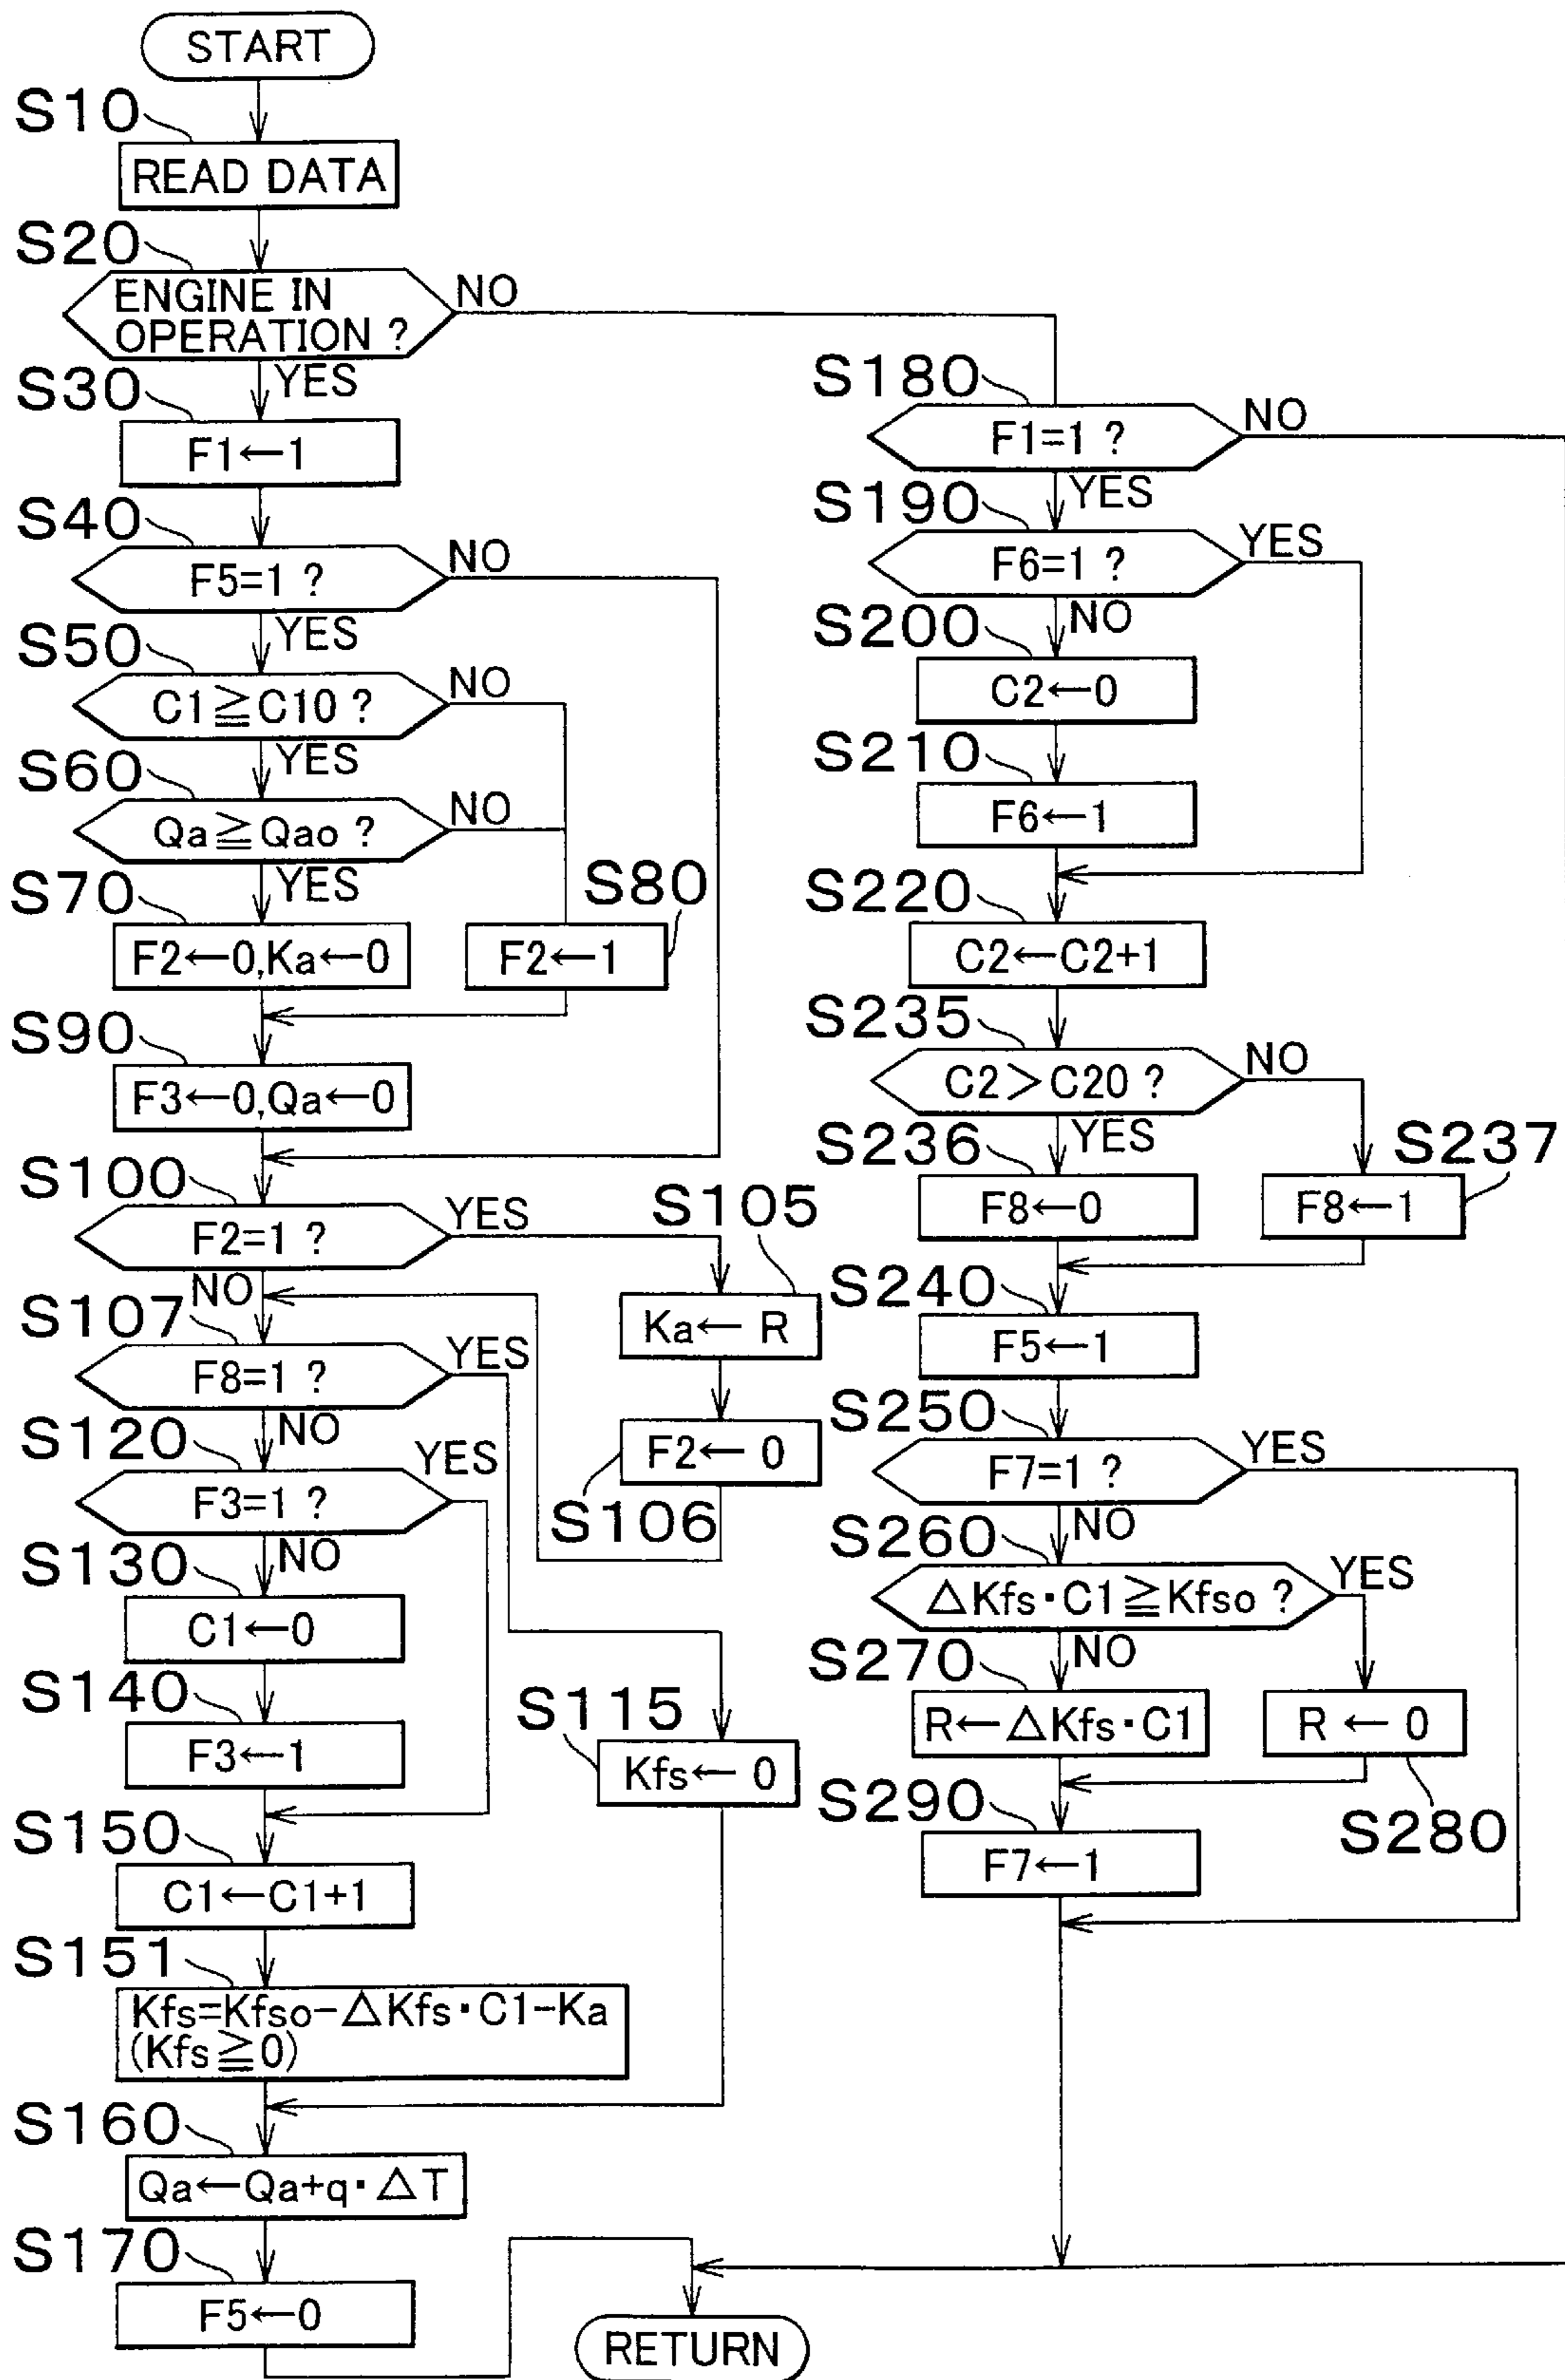 START
S10
READ DATA
S20
ENGINE IN
OPERATION ?
NO
YES
S30
F1←1
S40
F5=1 ?
NO
YES
S50
C1≧C10 ?
NO
YES
S60
Qa≧Qao ?
NO
YES
S70
F2←0,Ka←0
S80
F2←1
S90
F3←0,Qa←0
S100
F2=1 ?
YES
NO
S105
Ka← R
F2← 0
S106
S107
F8=1 ?
YES
NO
S120
F3=1 ?
YES
NO
S130
C1←0
S140
F3←1
S115
Kfs← 0
S150
C1←C1+1
S151
Kfs=Kfso-△Kfs·C1-Ka
(Kfs≧0)
S160
Qa←Qa+q·△T
S170
F5←0
S180
F1=1 ?
NO
YES
S190
F6=1 ?
YES
NO
S200
C2←0
S210
F6←1
S220
C2←C2+1
S235
C2>C20 ?
NO
YES
S236
F8←0
S237
F8←1
S240
F5←1
S250
F7=1 ?
YES
NO
S260
△Kfs·C1≧Kfso ?
YES
NO
S270
R←△Kfs·C1
R ← 0
S280
S290
F7←1
RETURN